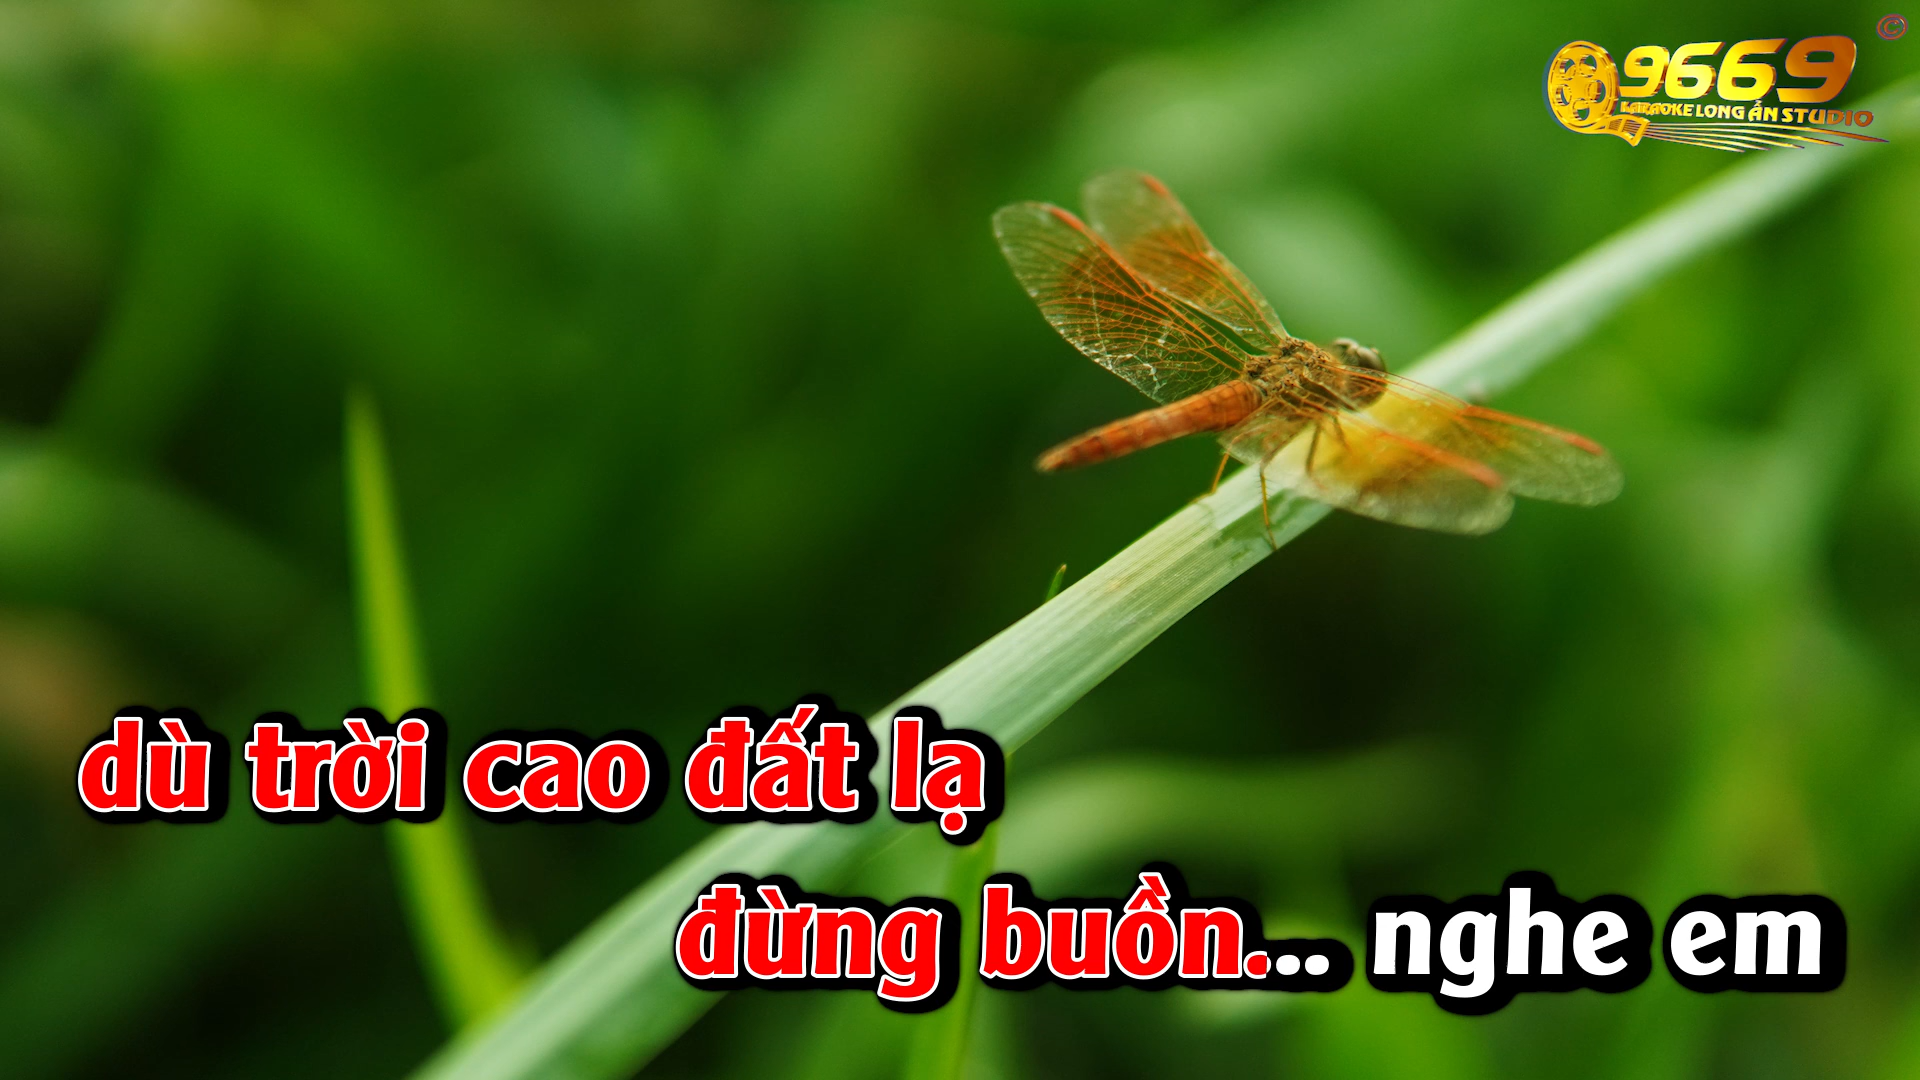 ©
9669
KARAOKE LONG ẨN STUDIO
dù trời cao đất lạ
đừng buồn... nghe em